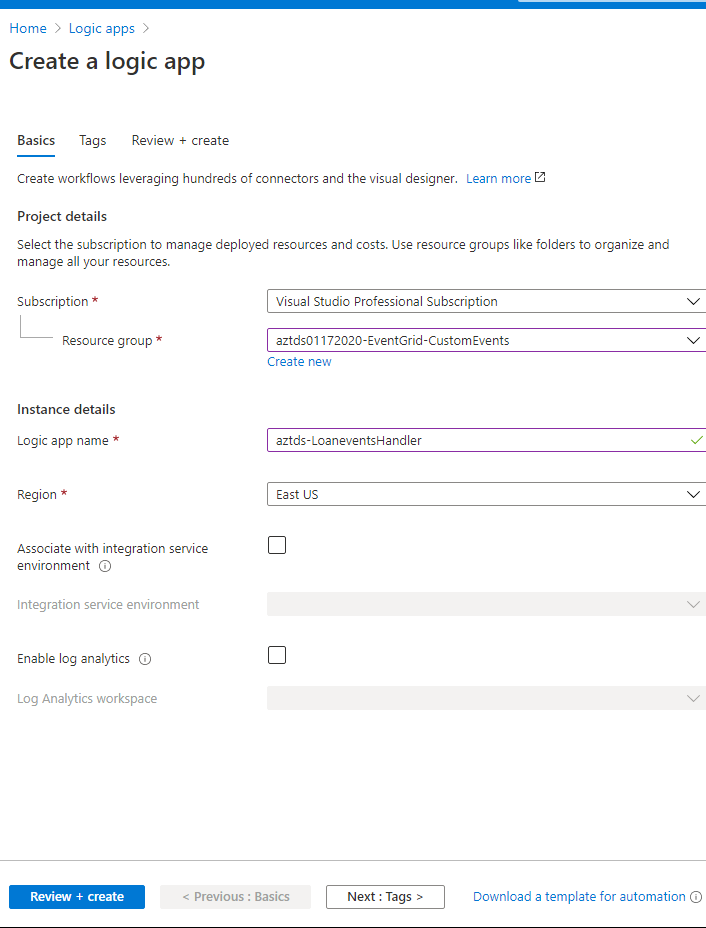 Home > Logic apps >
Create a logic app
Basics Tags Review + create
Create workflows leveraging hundreds of connectors and the visual designer. Learn more
Project details
Select the subscription to manage deployed resources and costs. Use resource groups like folders to organize and
manage all your resources.
Subscription * Visual Studio Professional Subscription
Resource group * aztds01172020-EventGrid-CustomEvents
Create new
Instance details
Logic app name * aztds-LoaneventsHandler
Region * East US
Associate with integration service
environment
Integration service environment
Enable log analytics
Log Analytics workspace
Review + create < Previous : Basics Next : Tags > Download a template for automation